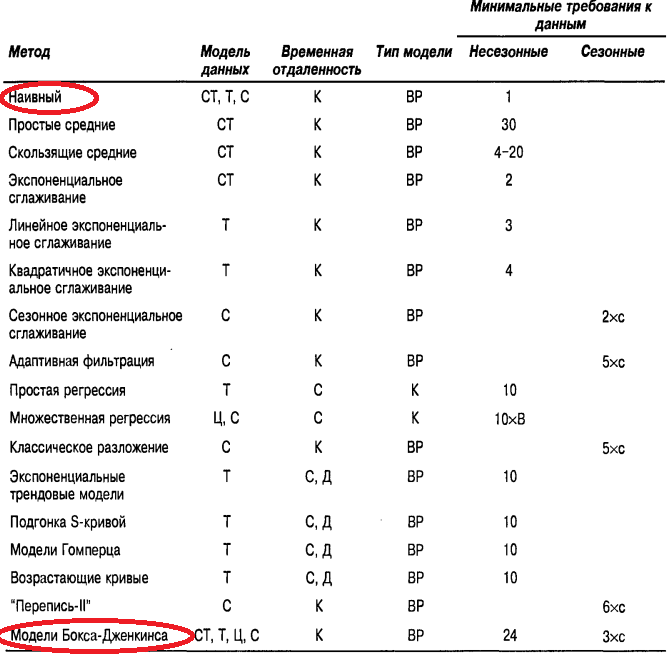 Минимальные требования к
данным
Метод Модель данных Временная отдаленность Тип модели Несезонные Сезонные
Наивный СТ, Т, С К ВР 1
Простые средние СТ К ВР 30
Скользящие средние СТ К ВР 4–20
Экспоненциальное СТ К ВР 2
сглаживание
Линейное экспоненциаль- Т К ВР 3
ное сглаживание
Квадратичное экспоненци- Т К ВР 4
альное сглаживание
Сезонное экспоненциальное С К ВР 2×с
сглаживание
Адаптивная фильтрация С К ВР 5×с
Простая регрессия Т С К 10
Множественная регрессия Ц, С С К 10×В
Классическое разложение С К ВР 5×с
Экспоненциальные Т С, Д ВР 10
трендовые модели
Подгонка S-кривой Т С, Д ВР 10
Модели Гомперца Т С, Д ВР 10
Возрастающие кривые Т С, Д ВР 10
"Перепись-II" С К ВР 6×с
Модели Бокса-Дженкинса СТ, Т, Ц, С К ВР 24 3×с